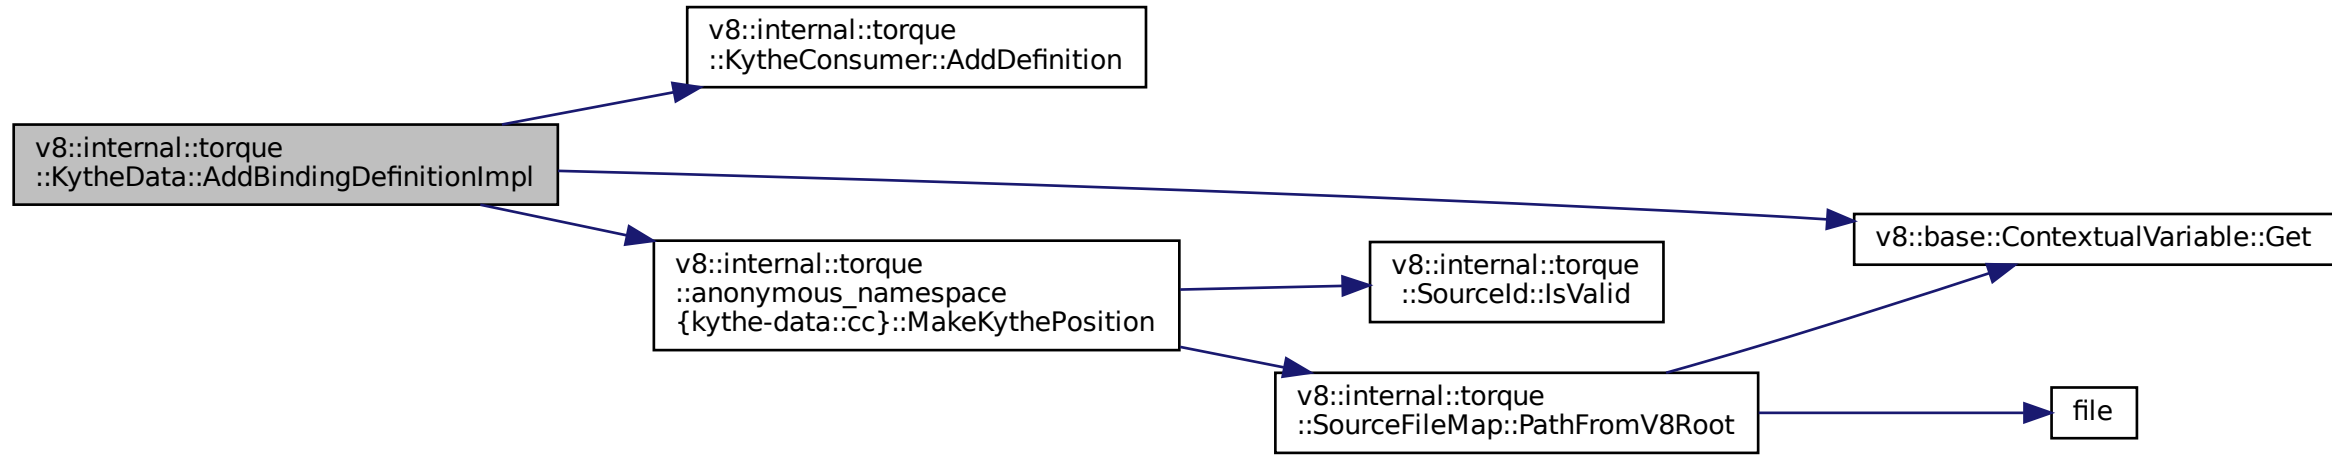 v8::internal::torque
::KytheConsumer::AddDefinition
v8::internal::torque
::KytheData::AddBindingDefinitionImpl
v8::base::ContextualVariable::Get
v8::internal::torque
::anonymous_namespace
{kythe-data::cc}::MakeKythePosition
v8::internal::torque
::SourceId::IsValid
v8::internal::torque
::SourceFileMap::PathFromV8Root
file